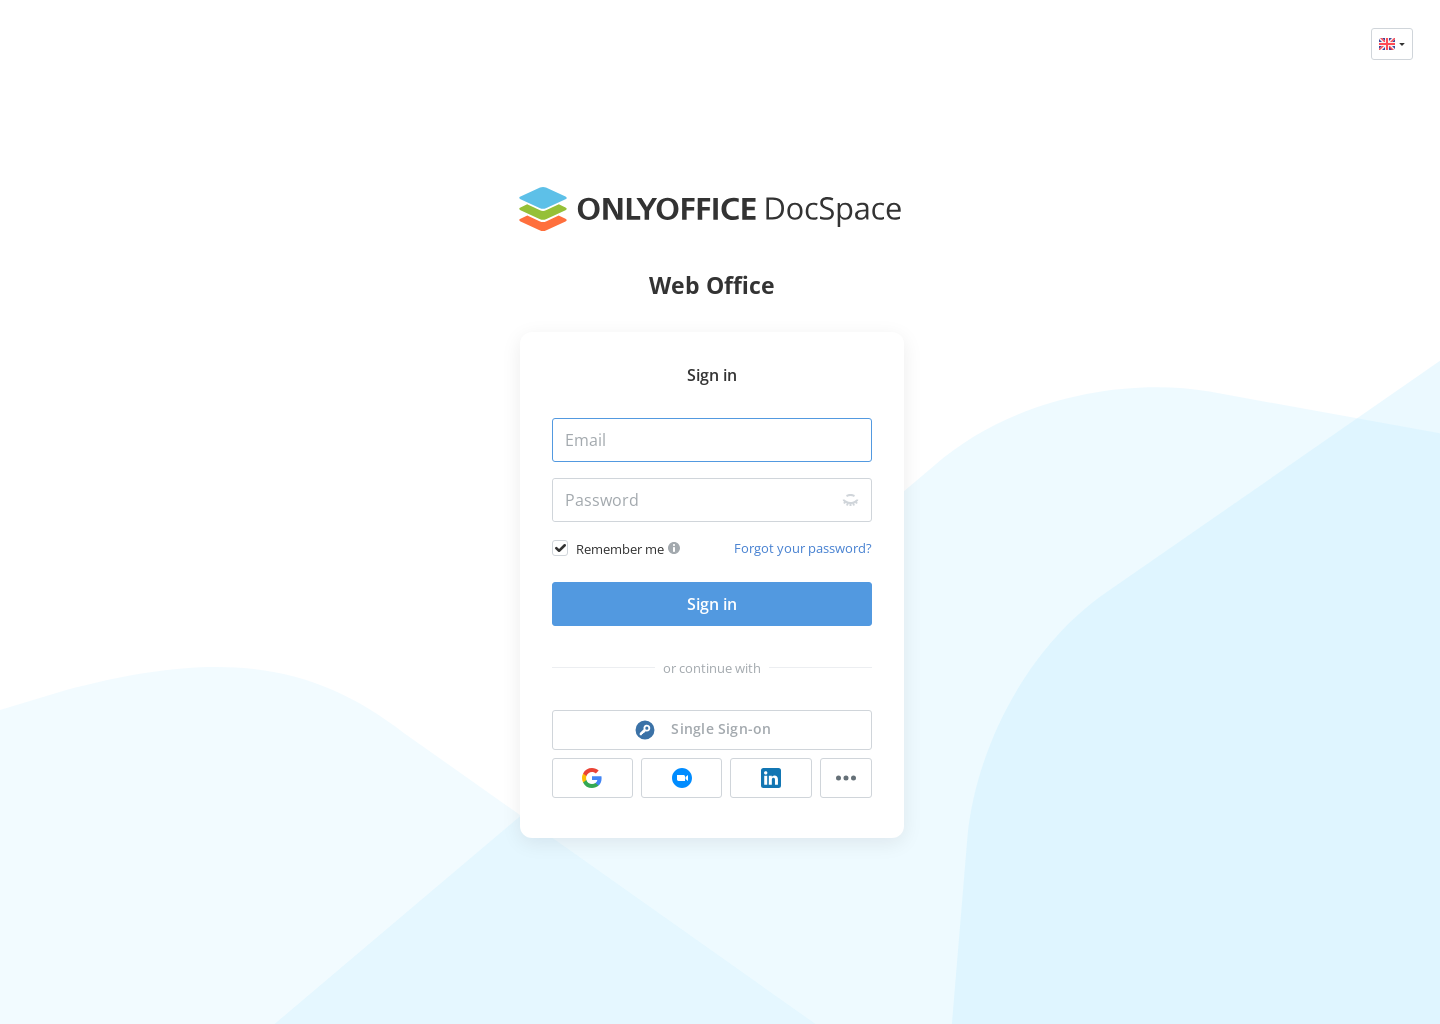 ONLYOFFICE DocSpace
Web Office
Sign in
Email
Password
Remember me
Forgot your password?
Sign in
or continue with
Single Sign-on